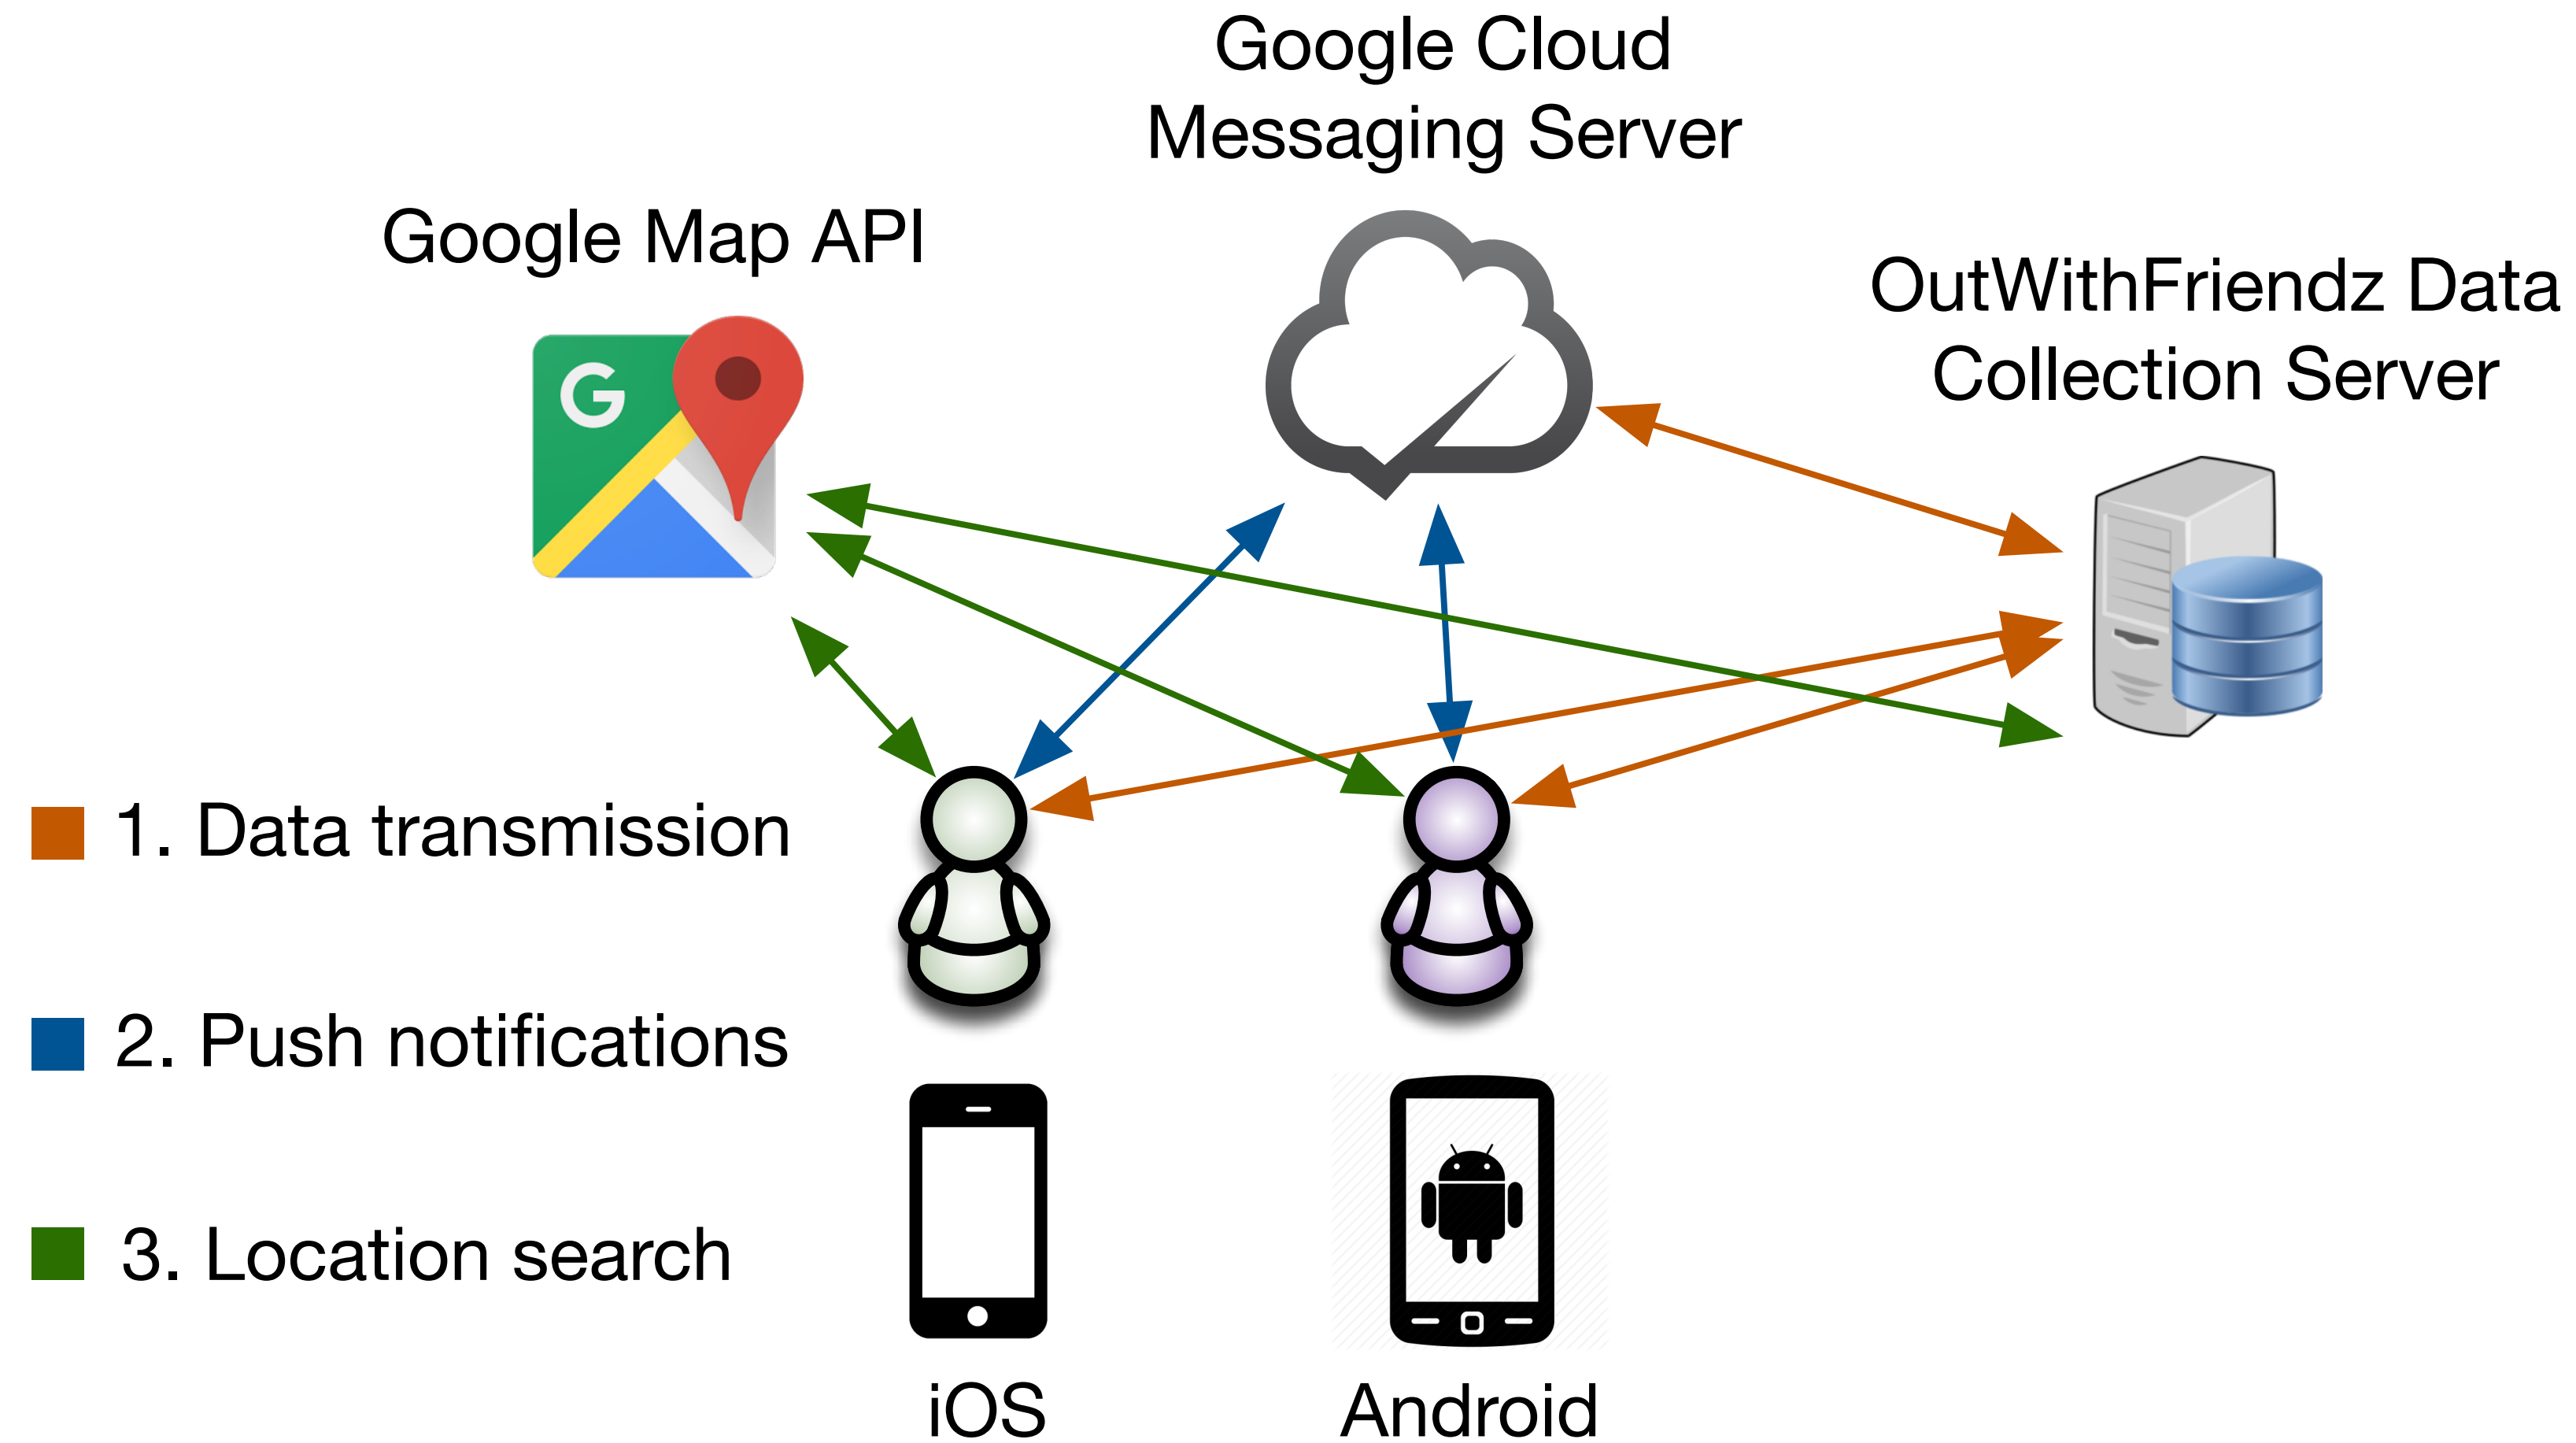 Google Cloud
Messaging Server
Google Map API
OutWithFriendz Data
Collection Server
G
1. Data transmission
2. Push notifications
3. Location search
iOS
Android